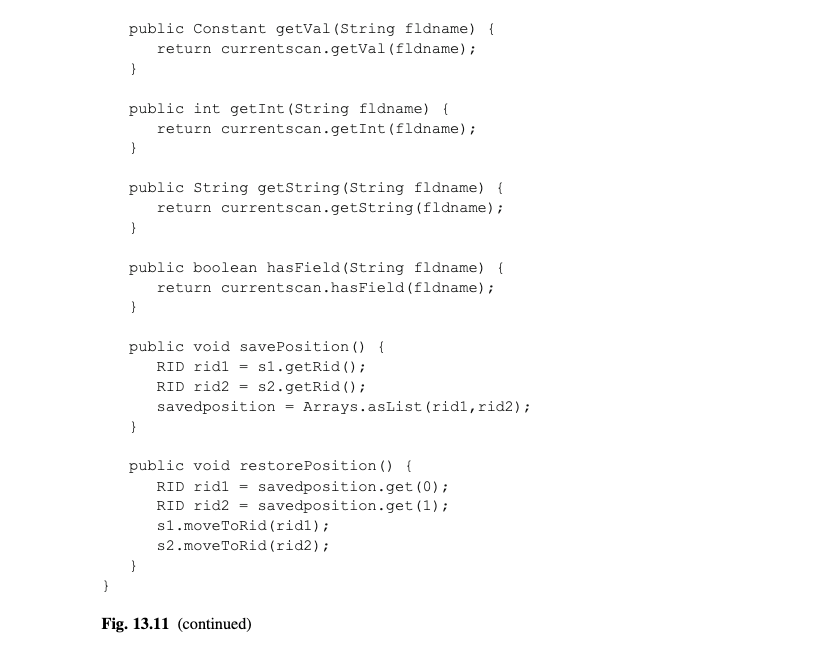 public Constant getVal(String fldname) {
return currentscan.getVal(fldname);
}
public int getInt(String fldname) {
return currentscan.getInt(fldname);
}
public String getString(String fldname) {
return currentscan.getString(fldname);
}
public boolean hasField(String fldname) {
return currentscan.hasField(fldname);
}
public void savePosition() {
RID rid1 = s1.getRid();
RID rid2 = s2.getRid();
savedposition = Arrays.asList(rid1,rid2);
}
public void restorePosition() {
RID rid1 = savedposition.get(0);
RID rid2 = savedposition.get(1);
s1.moveToRid(rid1);
s2.moveToRid(rid2);
}
}
Fig. 13.11 (continued)